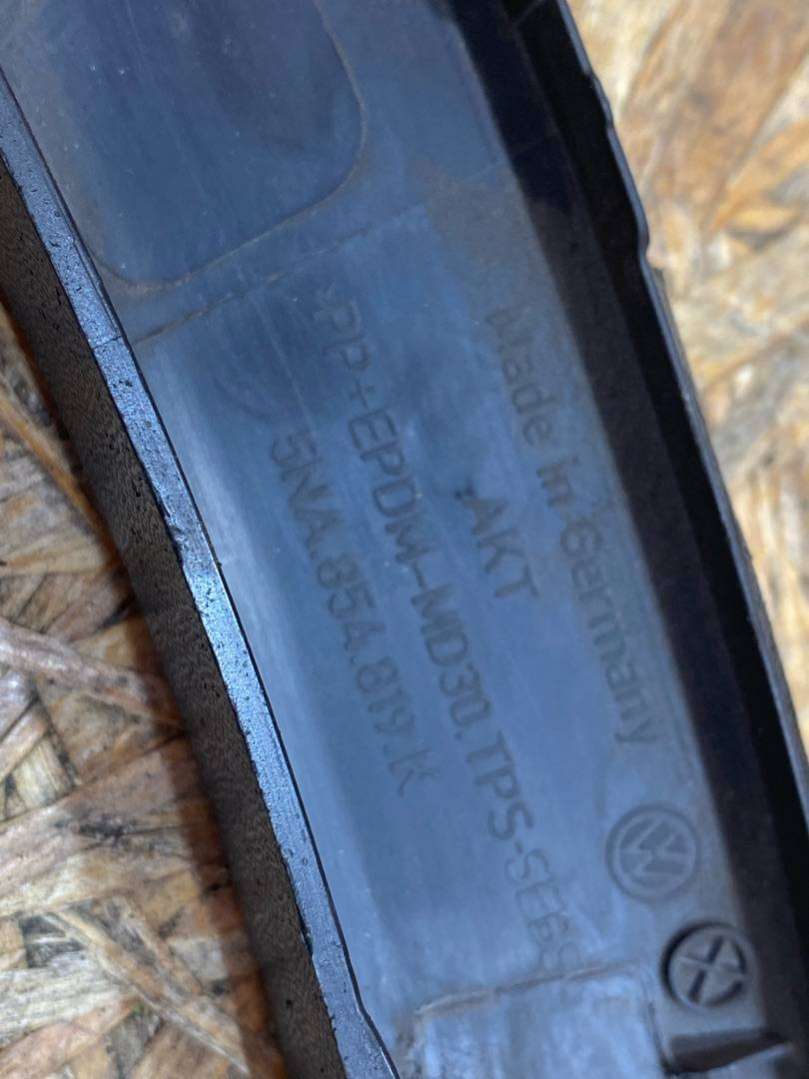 Made in Germany
AKT
>PP+EPDM-MD30.TPS-SEBS
5NA.854.819.K